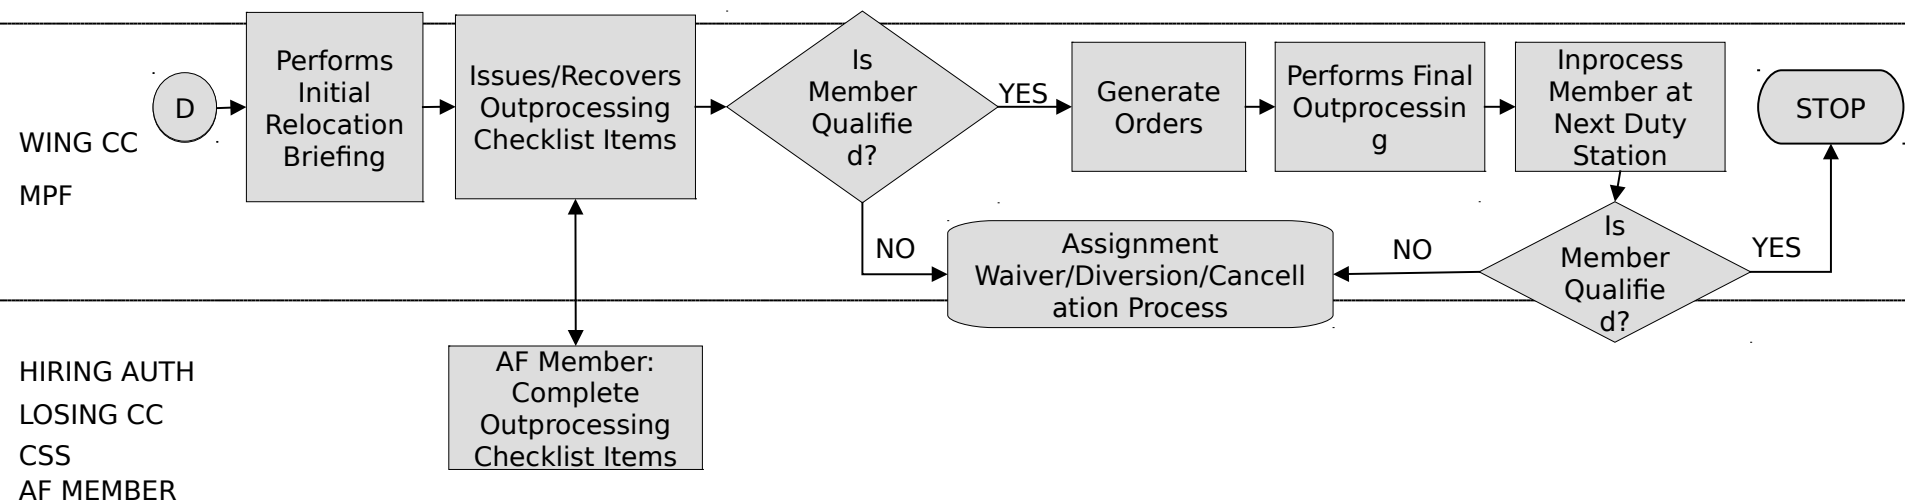 D
Performs
Initial
Relocation
Briefing
Issues/Recovers
Outprocessing
Checklist Items
Is
Member
Qualifie
d?
YES
Generate
Orders
Performs Final
Outprocessin
g
Inprocess
Member at
Next Duty
Station
STOP
WING CC
MPF
NO
Assignment
Waiver/Diversion/Cancell
ation Process
NO
Is
Member
Qualifie
d?
YES
HIRING AUTH
LOSING CC
CSS
AF MEMBER
AF Member:
Complete
Outprocessing
Checklist Items